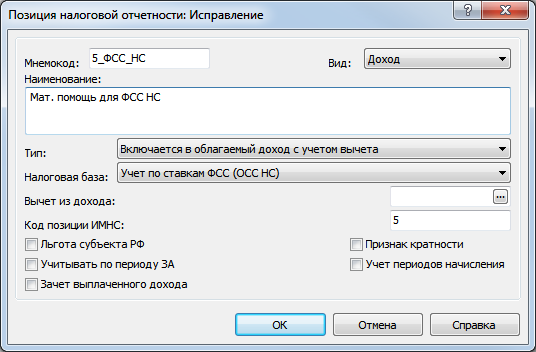 Позиция налоговой отчетности: Исправление
Мнемокод: 5_ФСС_НС Вид: Доход
Наименование:
Мат. помощь для ФСС НС
Тип: Включается в облагаемый доход с учетом вычета
Налоговая база: Учет по ставкам ФСС (ОСС НС)
Вычет из дохода: ...
Код позиции ИМНС: 5
Льгота субъекта РФ Признак кратности
Учитывать по периоду ЗА Учет периодов начисления
Зачет выплаченного дохода
ОК Отмена Справка